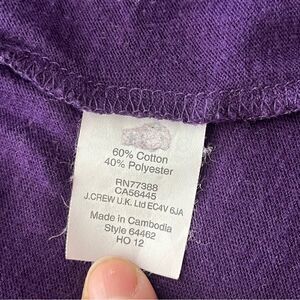 60% Cotton
40% Polyester
RN77388
CA56445
J.CREW U.K. Ltd EC4V 6JA
Made in Cambodia
Style 64462
HO 12